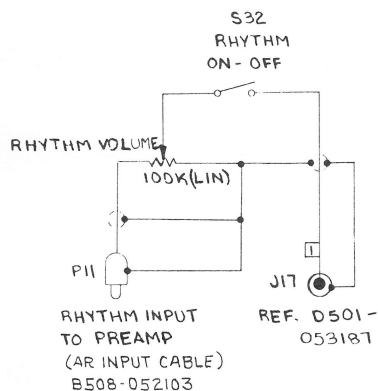 S32
RHYTHM
ON-OFF
RHYTHM VOLUME
100K(LIN)
1
P11
J17
RHYTHM INPUT
TO PREAMP
(AR INPUT CABLE)
B508-052103
REF. D501-
053187